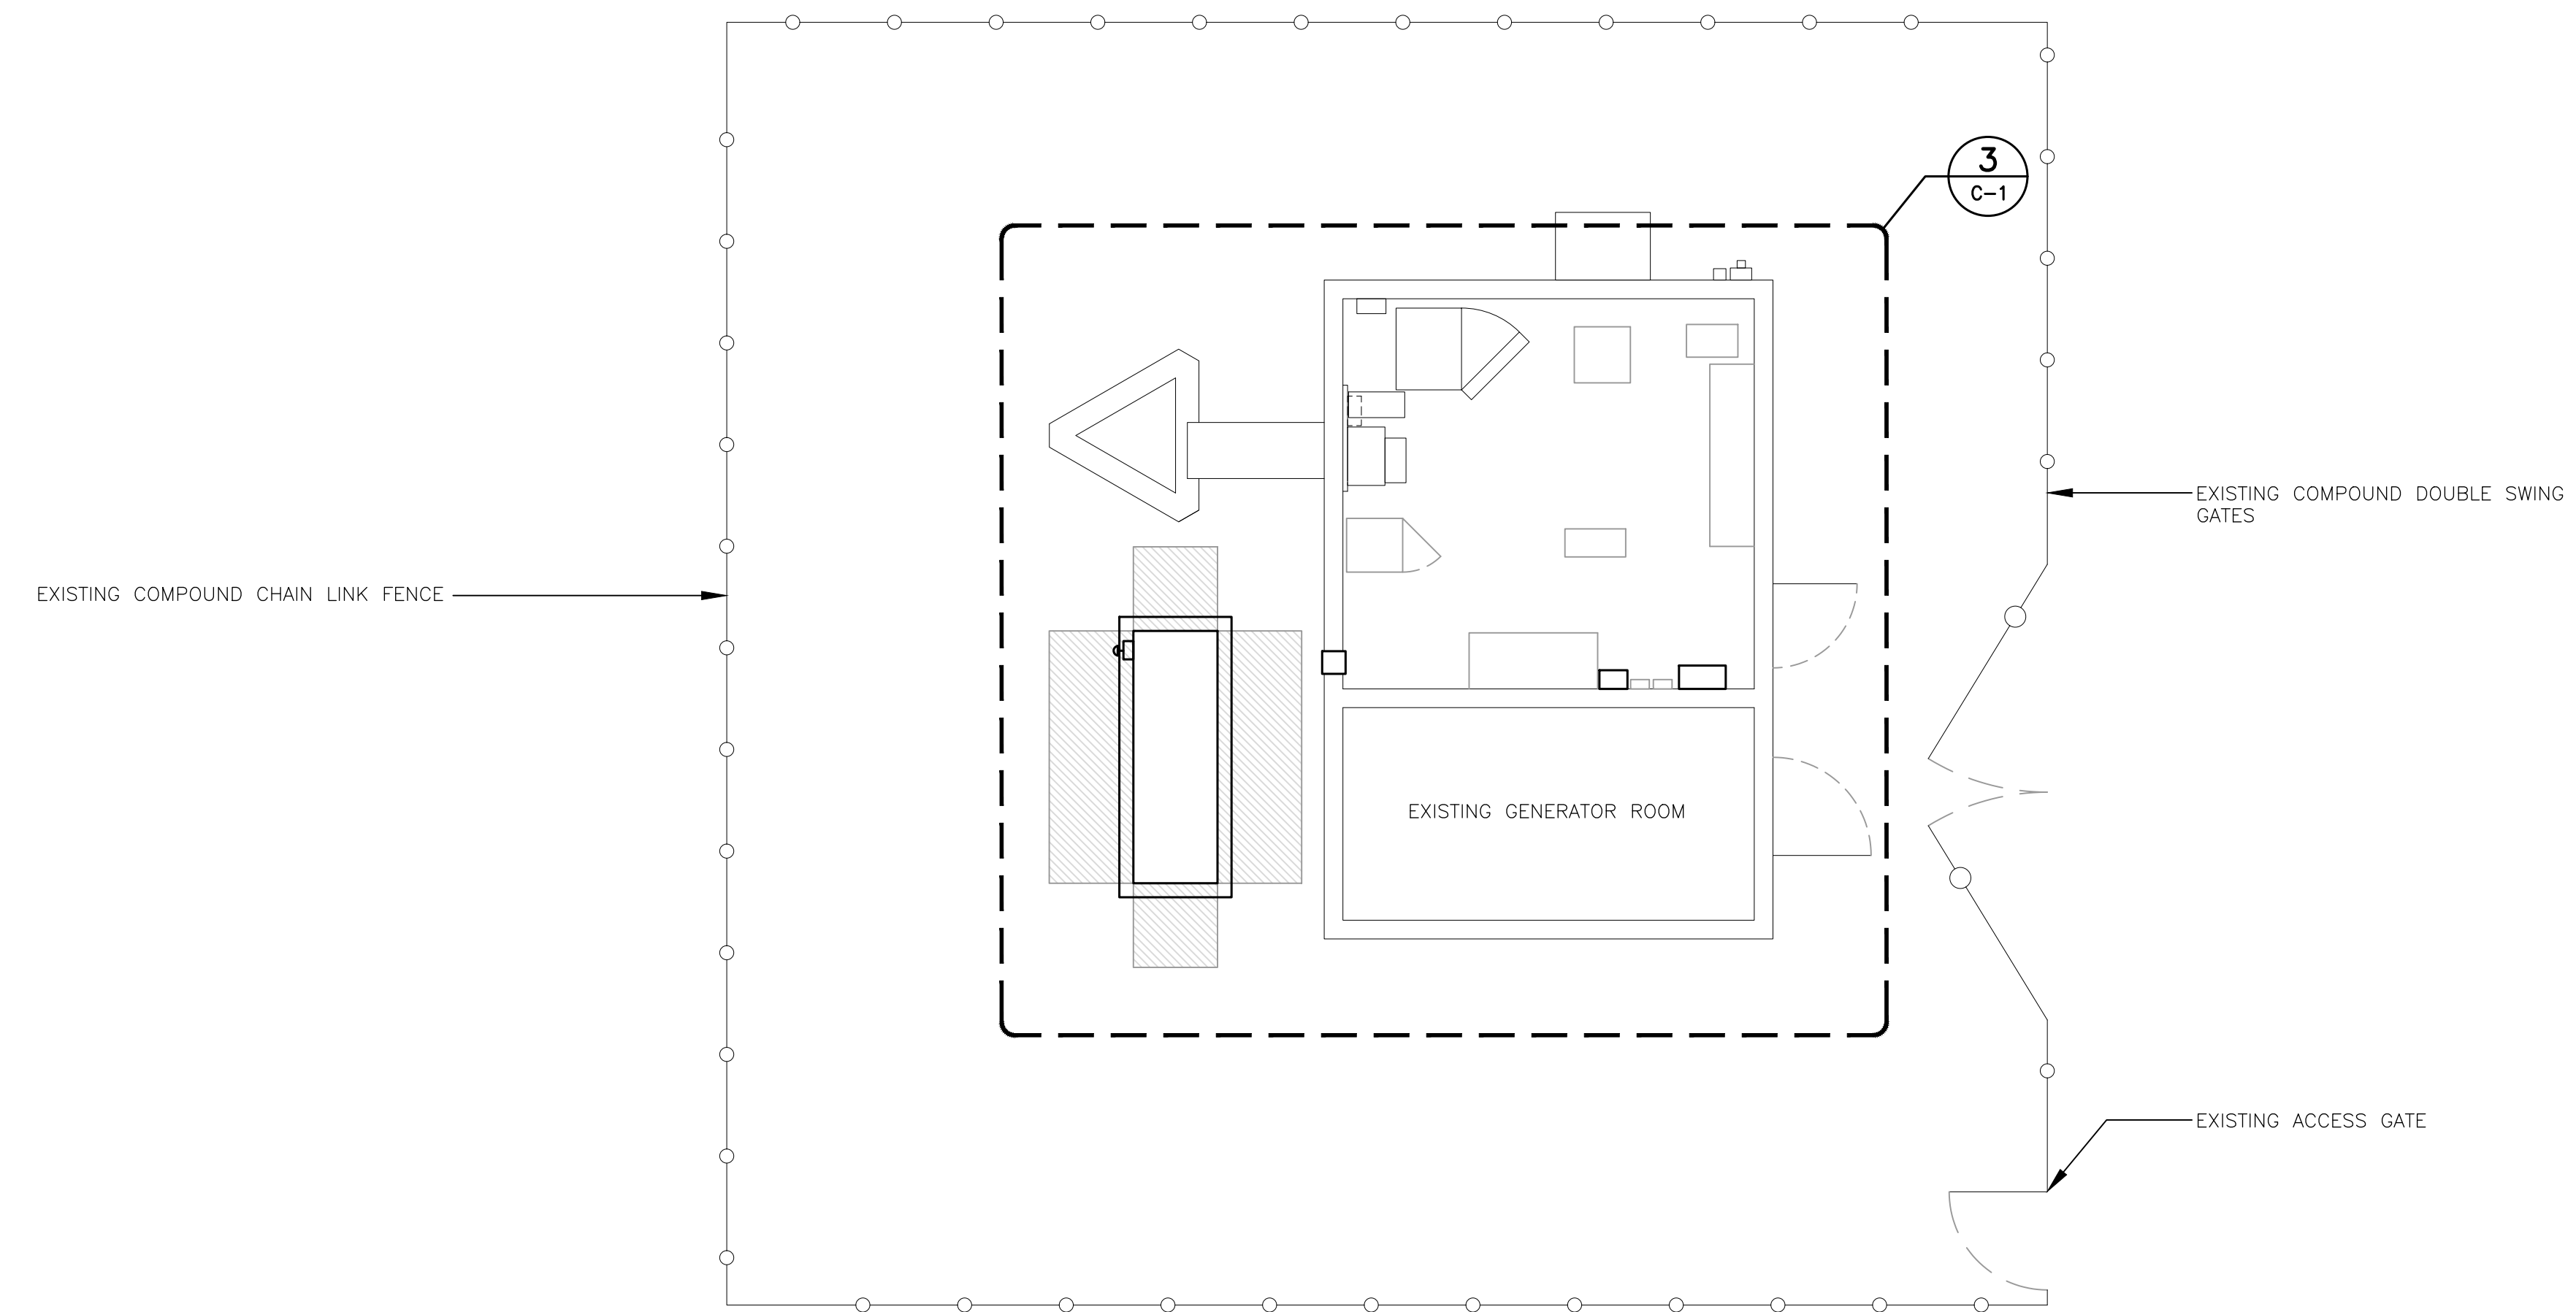 3
C-1
EXISTING COMPOUND DOUBLE SWING
GATES
EXISTING COMPOUND CHAIN LINK FENCE
EXISTING GENERATOR ROOM
EXISTING ACCESS GATE